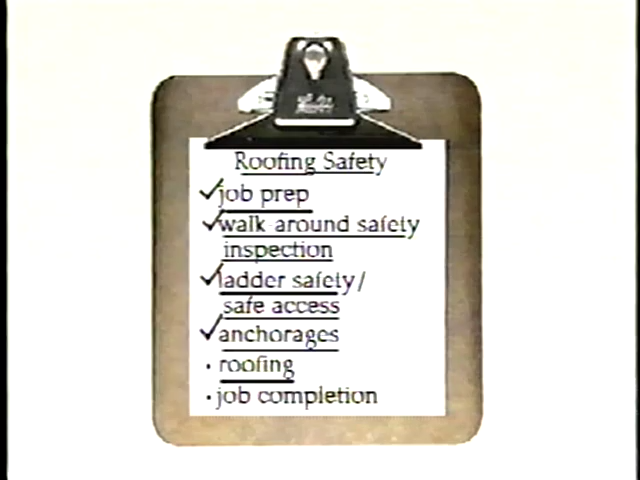 Roofing Safety
✓job prep
✓walk around safety
inspection
✓ladder safety/
safe access
✓anchorages
· roofing
· job completion